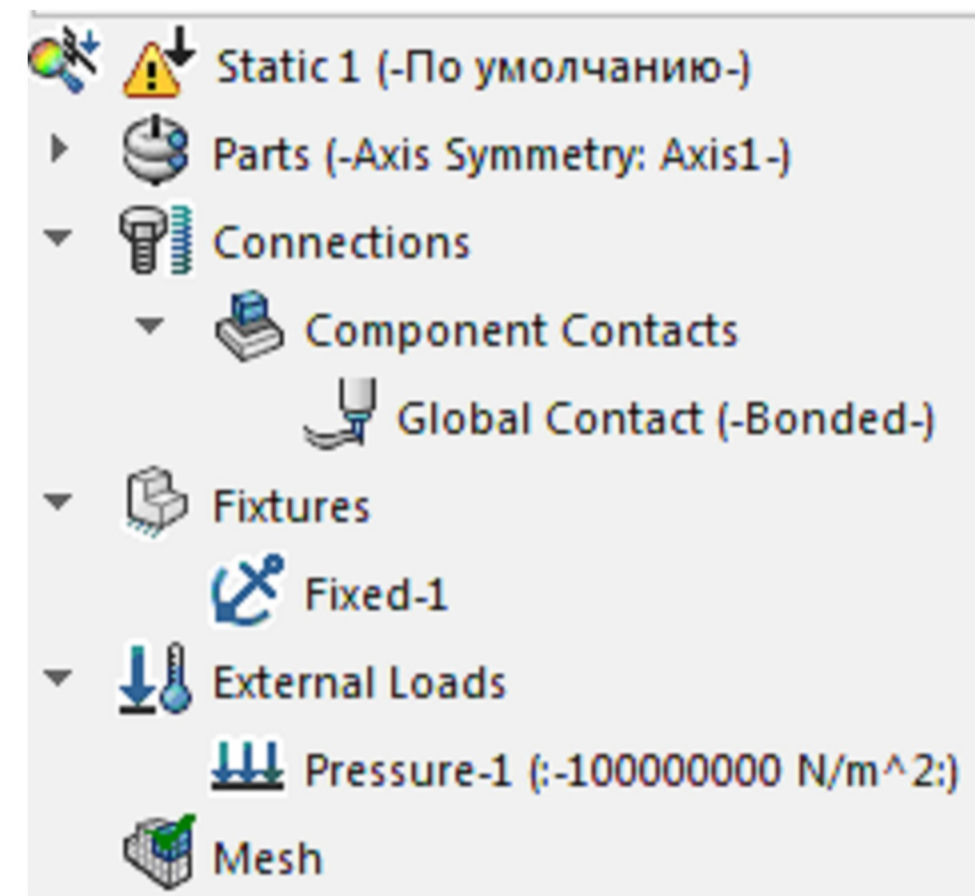 Static 1 (-По умолчанию-)
Parts (-Axis Symmetry: Axis1-)
Connections
Component Contacts
Global Contact (-Bonded-)
Fixtures
Fixed-1
External Loads
Pressure-1 (:-100000000 N/m^2:)
Mesh